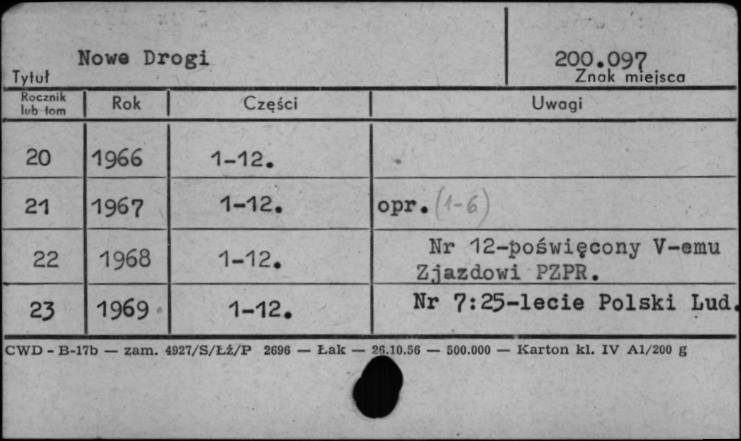 Nowe Drogi 200.097
Tytuł Znak miejsca
Rocznik lub tom Rok Części Uwagi
20 1966 1-12.
21 1967 1-12. opr. (1-6)
22 1968 1-12. Nr 12-poświęcony V-emu
Zjazdowi PZPR.
23 1969 1-12. Nr 7:25-lecie Polski Lud.
CWD - B-17b — zam. 4927/S/Łż/P 2696 — Łak — 26.10.56 — 500.000 — Karton kl. IV A1/200 g